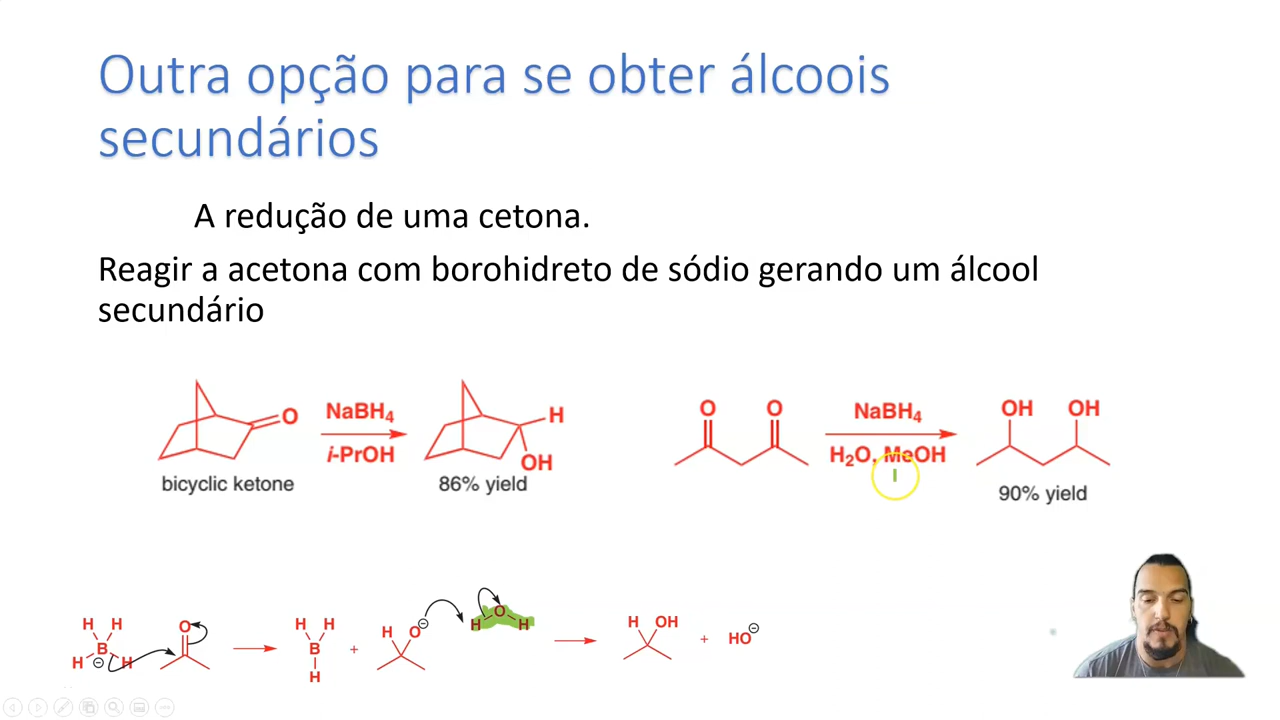 Outra opção para se obter álcoois
secundários
A redução de uma cetona.
Reagir a acetona com borohidreto de sódio gerando um álcool
secundário
O
NaBH4
i-PrOH
H
OH
bicyclic ketone
86% yield
O O
NaBH4
H2O, MeOH
OH OH
90% yield
H H
B
⊖
H H
O
H H
B
H
+
H O
⊖
H O H
H OH
+
HO
⊖